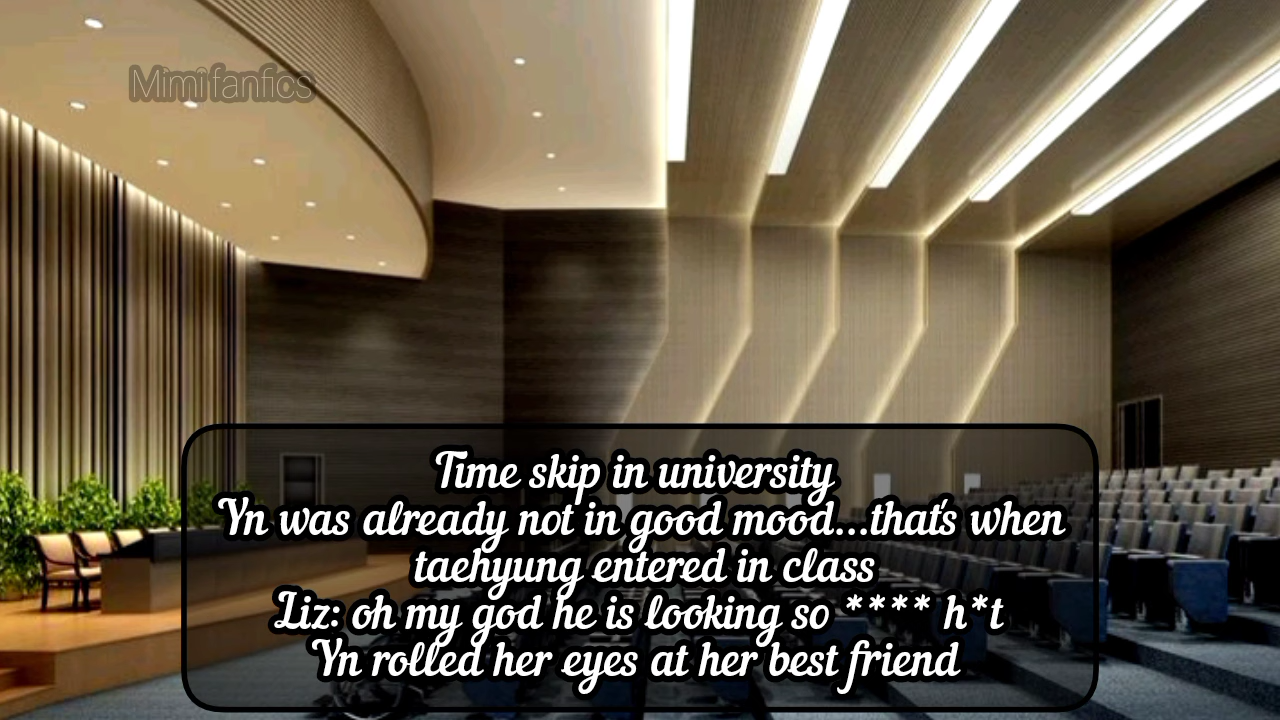 Mimi fanfics
Time skip in university
Yn was already not in good mood...that's when
taehyung entered in class
Liz: oh my god he is looking so **** h*t
Yn rolled her eyes at her best friend